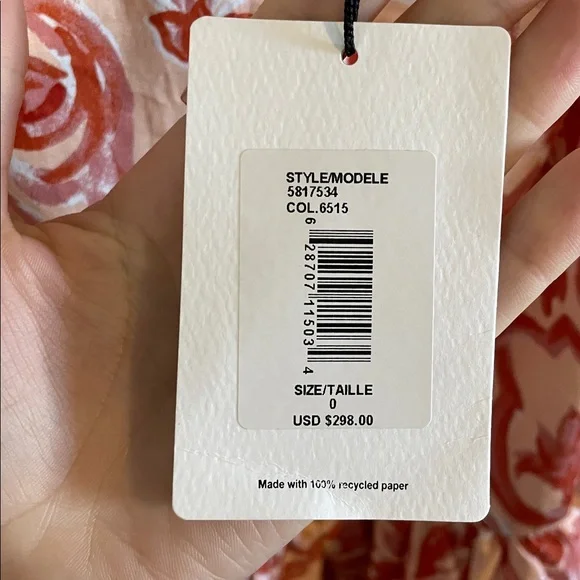 STYLE/MODELE
5817534
COL.6515
6 28707 11503 4
SIZE/TAILLE
0
USD $298.00
Made with 100% recycled paper